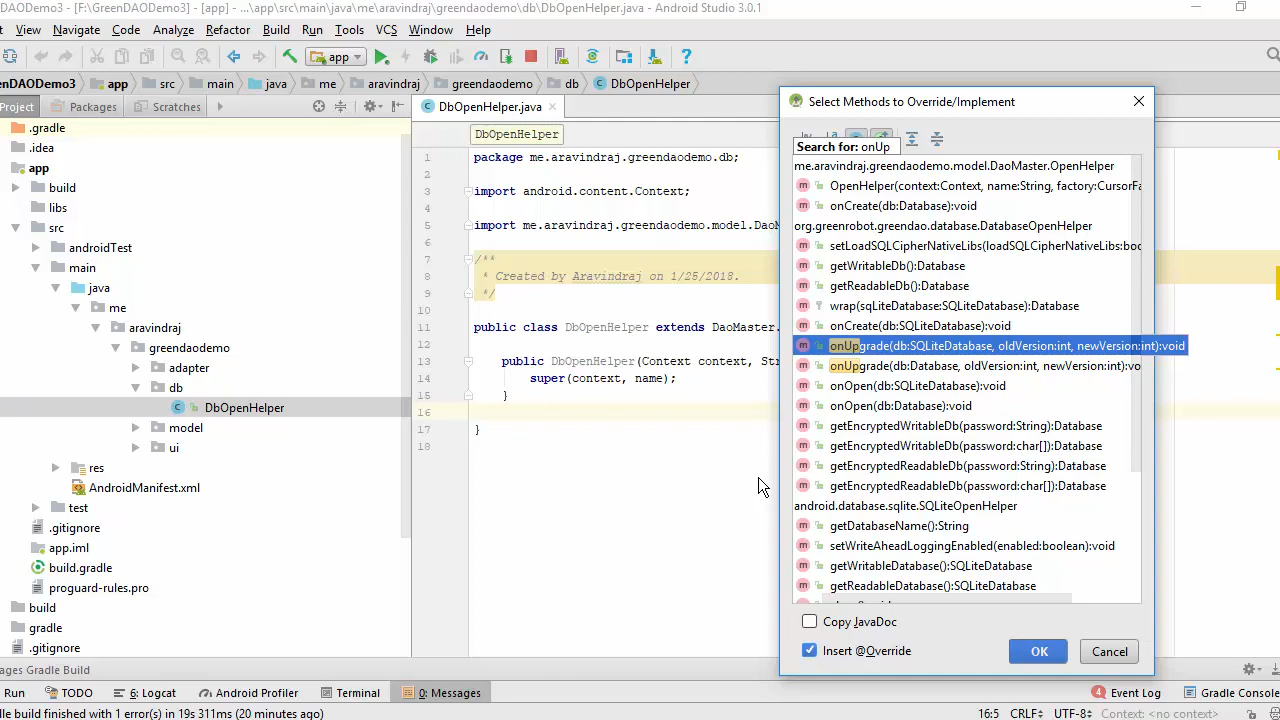 DAODemo3] - [F:\GreenDAODemo3] - [app] - ...\app\src\main\java\me\aravindraj\greendaodemo\db\DbOpenHelper.java - Android Studio 3.0.1
View Navigate Code Analyze Refactor Build Run Tools VCS Window Help
app
enDAODemo3 app src main java me aravindraj greendaodemo db DbOpenHelper
Project Packages Scratches
DbOpenHelper.java
DbOpenHelper
.gradle
.idea
app
build
libs
src
androidTest
main
java
me
aravindraj
greendaodemo
adapter
db
DbOpenHelper
model
ui
res
AndroidManifest.xml
test
.gitignore
app.iml
build.gradle
proguard-rules.pro
build
gradle
.gitignore
1 package me.aravindraj.greendaodemo.db;
2
3 import android.content.Context;
4
5 import me.aravindraj.greendaodemo.model.DaoM
6
7 /**
8 * Created by Aravindraj on 1/25/2018.
9 */
10
11 public class DbOpenHelper extends DaoMaster.
12
13 public DbOpenHelper(Context context, Str
14 super(context, name);
15 }
16
17 }
18
Select Methods to Override/Implement
Search for: onUp
me.aravindraj.greendaodemo.model.DaoMaster.OpenHelper
OpenHelper(context:Context, name:String, factory:CursorFa
onCreate(db:Database):void
org.greenrobot.greendao.database.DatabaseOpenHelper
setLoadSQLCipherNativeLibs(loadSQLCipherNativeLibs:boo
getWritableDb():Database
getReadableDb():Database
wrap(sqLiteDatabase:SQLiteDatabase):Database
onCreate(db:SQLiteDatabase):void
onUpgrade(db:SQLiteDatabase, oldVersion:int, newVersion:int):void
onUpgrade(db:Database, oldVersion:int, newVersion:int):vo
onOpen(db:SQLiteDatabase):void
onOpen(db:Database):void
getEncryptedWritableDb(password:String):Database
getEncryptedWritableDb(password:char[]):Database
getEncryptedReadableDb(password:String):Database
getEncryptedReadableDb(password:char[]):Database
android.database.sqlite.SQLiteOpenHelper
getDatabaseName():String
setWriteAheadLoggingEnabled(enabled:boolean):void
getWritableDatabase():SQLiteDatabase
getReadableDatabase():SQLiteDatabase
Copy JavaDoc
Insert @Override
OK Cancel
ages Gradle Build
Run TODO 6: Logcat Android Profiler Terminal 0: Messages 4 Event Log Gradle Console
le build finished with 1 error(s) in 19s 311ms (20 minutes ago) 16:5 CRLF÷ UTF-8÷ Context: <no context>